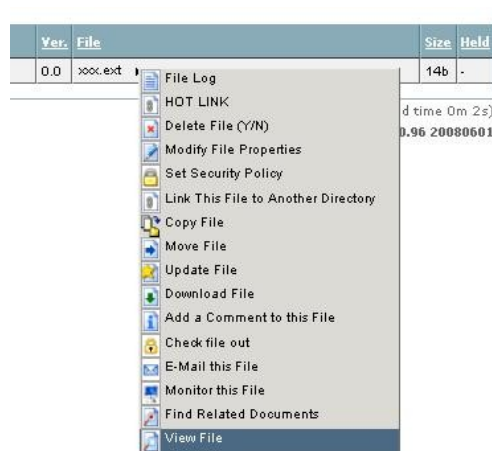 Ver. File Size Held
0.0 xxx.ext 14b -
File Log
HOT LINK
d time 0m 2s)
Delete File (Y/N)
0.96 20080601
Modify File Properties
Set Security Policy
Link This File to Another Directory
Copy File
Move File
Update File
Download File
Add a Comment to this File
Check file out
E-Mail this File
Monitor this File
Find Related Documents
View File